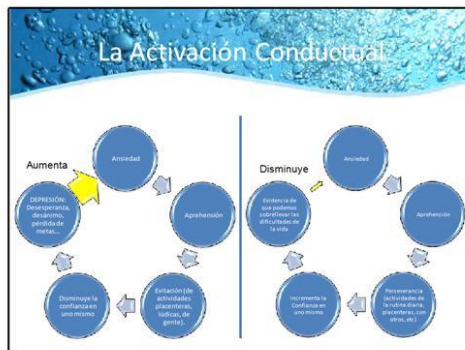 La Activación Conductual
Aumenta
Ansiedad
Aprehensión
Evitación (de
actividades
placenteras,
lúdicas, de
gente).
Disminuye la
confianza en
uno mismo
DEPRESIÓN:
Desesperanza,
desánimo,
pérdida de
metas...
Disminuye
Ansiedad
Aprehensión
Perseverancia
(actividades de
la rutina diaria,
placenteras, con
otros, etc)
Incrementa la
Confianza en
uno mismo
Evidencia de
que podemos
sobrellevar las
dificultades de
la vida